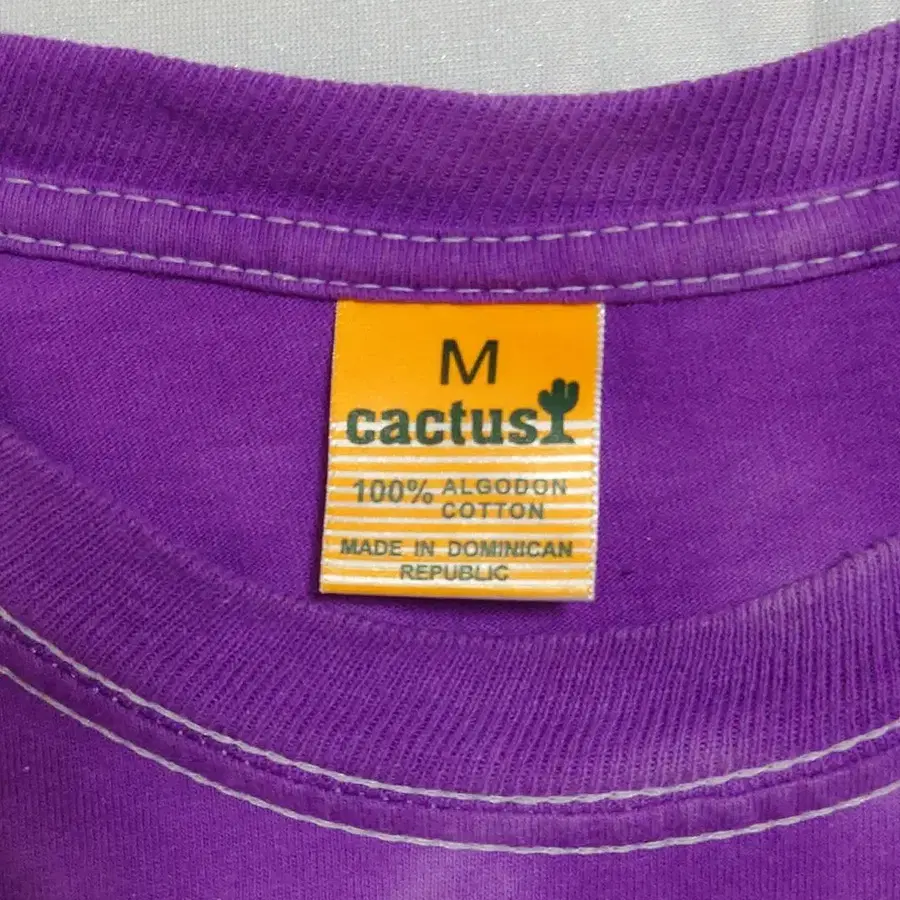 M
cactus
100% ALGODON
COTTON
MADE IN DOMINICAN
REPUBLIC